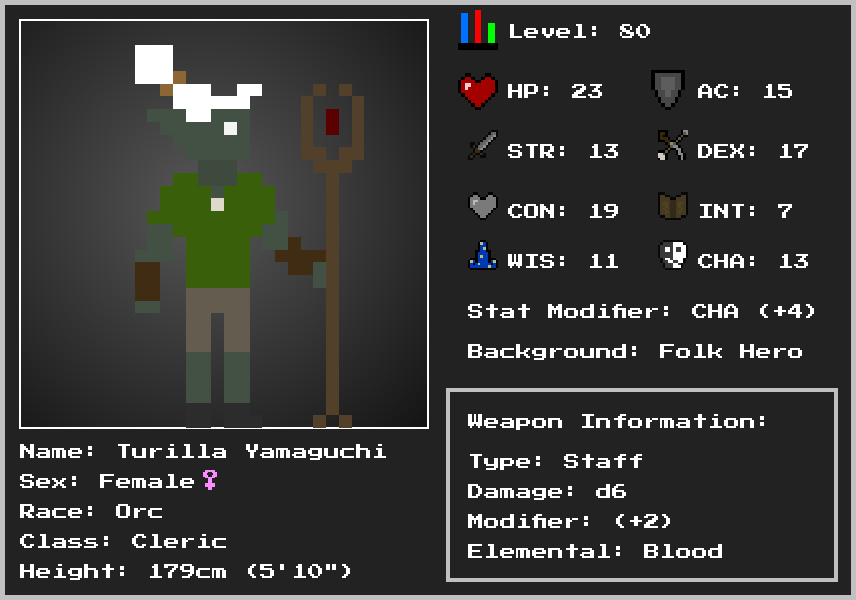 Level: 80
HP: 23 AC: 15
STR: 13 DEX: 17
CON: 19 INT: 7
WIS: 11 CHA: 13
Stat Modifier: CHA (+4)
Background: Folk Hero
Weapon Information:
Type: Staff
Damage: d6
Modifier: (+2)
Elemental: Blood
Name: Turilla Yamaguchi
Sex: Female♀
Race: Orc
Class: Cleric
Height: 179cm (5'10")